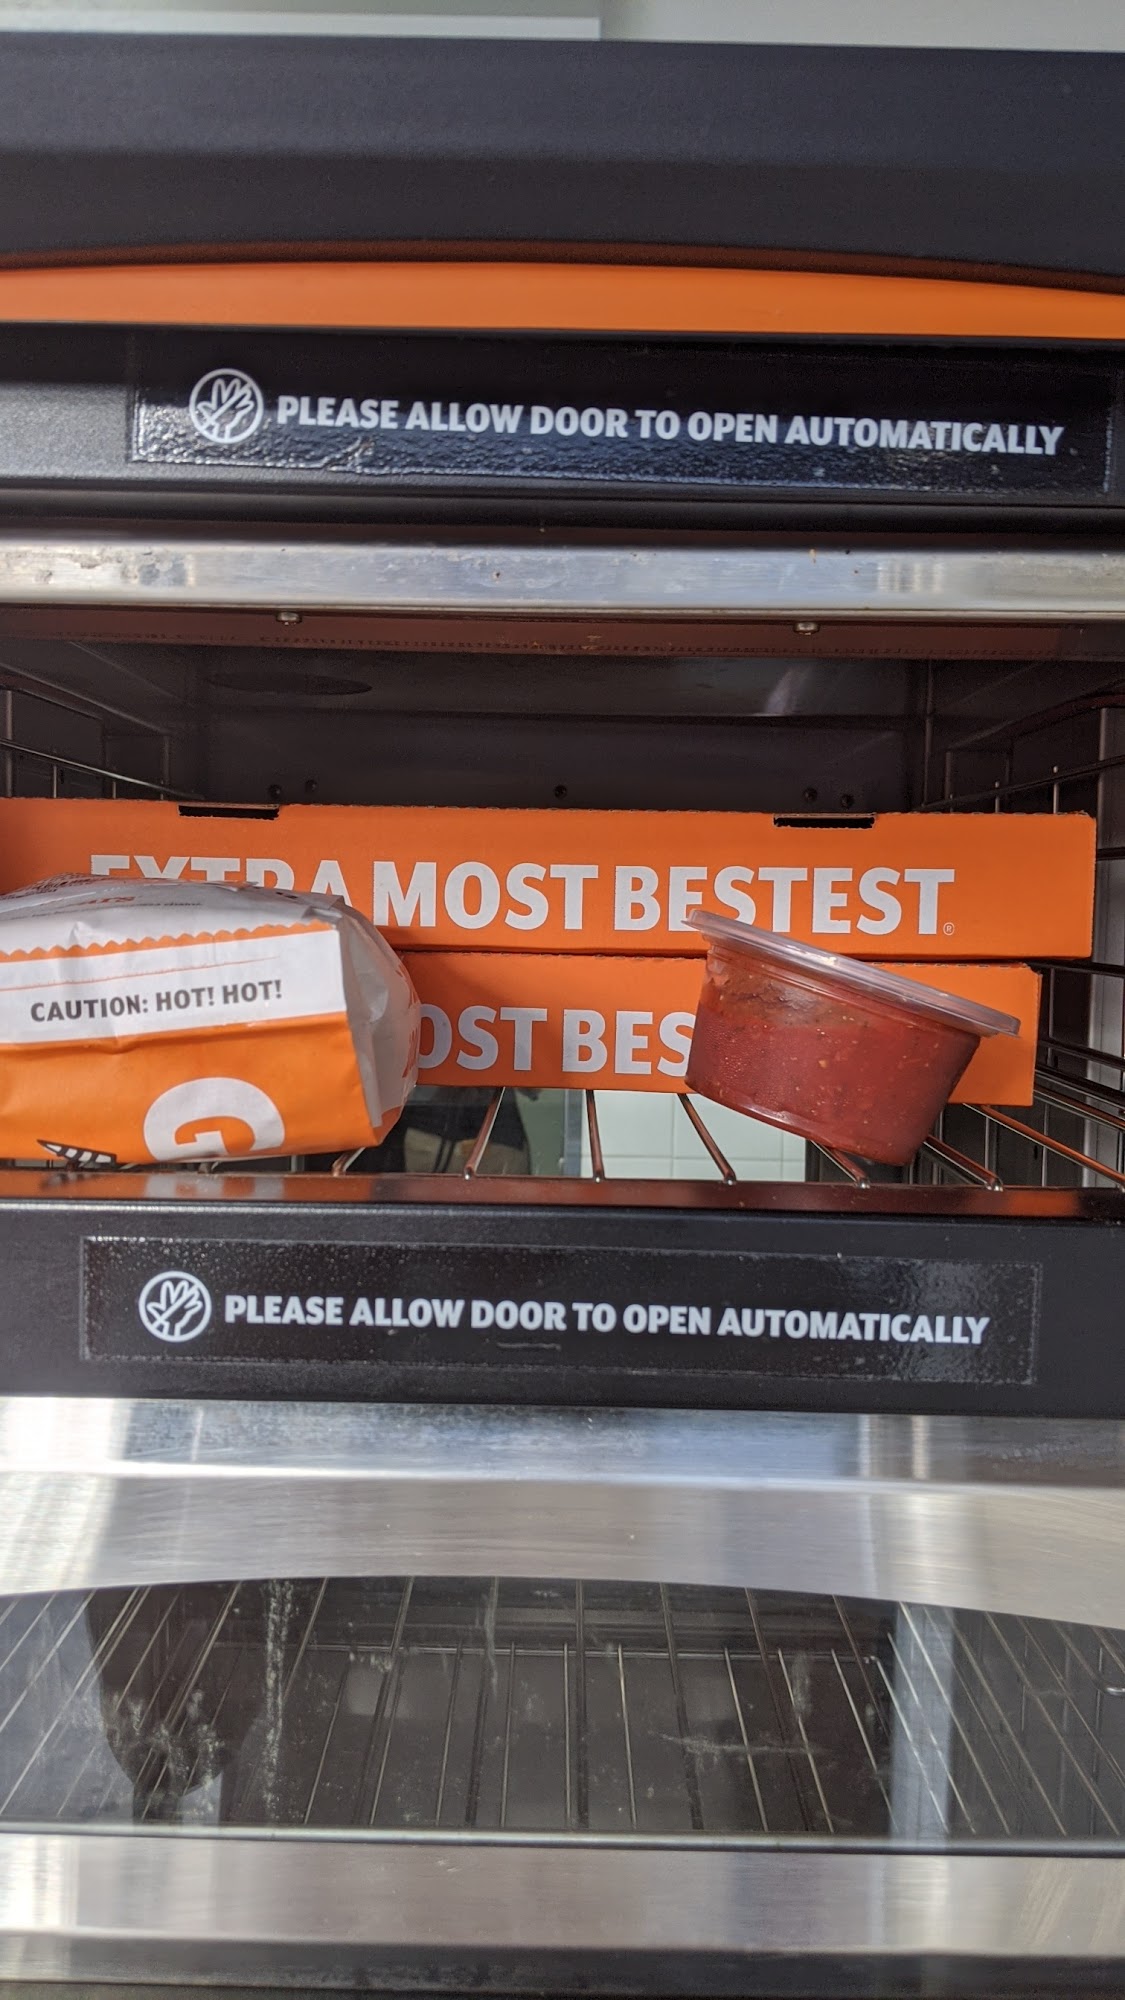 PLEASE ALLOW DOOR TO OPEN AUTOMATICALLY
EXTRA MOST BESTEST®
CAUTION: HOT! HOT!
OST BES
G
PLEASE ALLOW DOOR TO OPEN AUTOMATICALLY